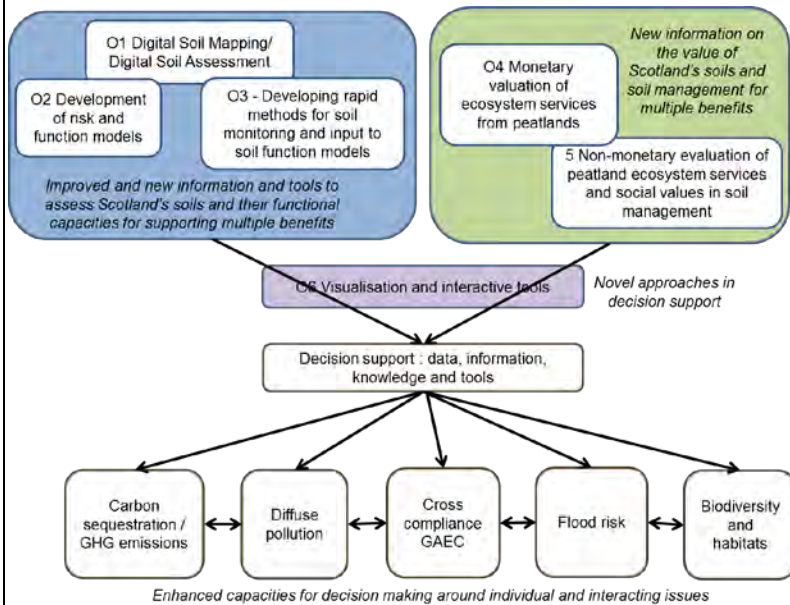 O1 Digital Soil Mapping/
Digital Soil Assessment
O2 Development
of risk and
function models
O3 - Developing rapid
methods for soil
monitoring and input to
soil function models
Improved and new information and tools to
assess Scotland's soils and their functional
capacities for supporting multiple benefits
O4 Monetary
valuation of
ecosystem services
from peatlands
New information on
the value of
Scotland's soils and
soil management for
multiple benefits
5 Non-monetary evaluation of
peatland ecosystem services
and social values in soil
management
O6 Visualisation and interactive tools
Novel approaches in
decision support
Decision support : data, information,
knowledge and tools
Carbon
sequestration /
GHG emissions
Diffuse
pollution
Cross
compliance
GAEC
Flood risk
Biodiversity
and
habitats
Enhanced capacities for decision making around individual and interacting issues